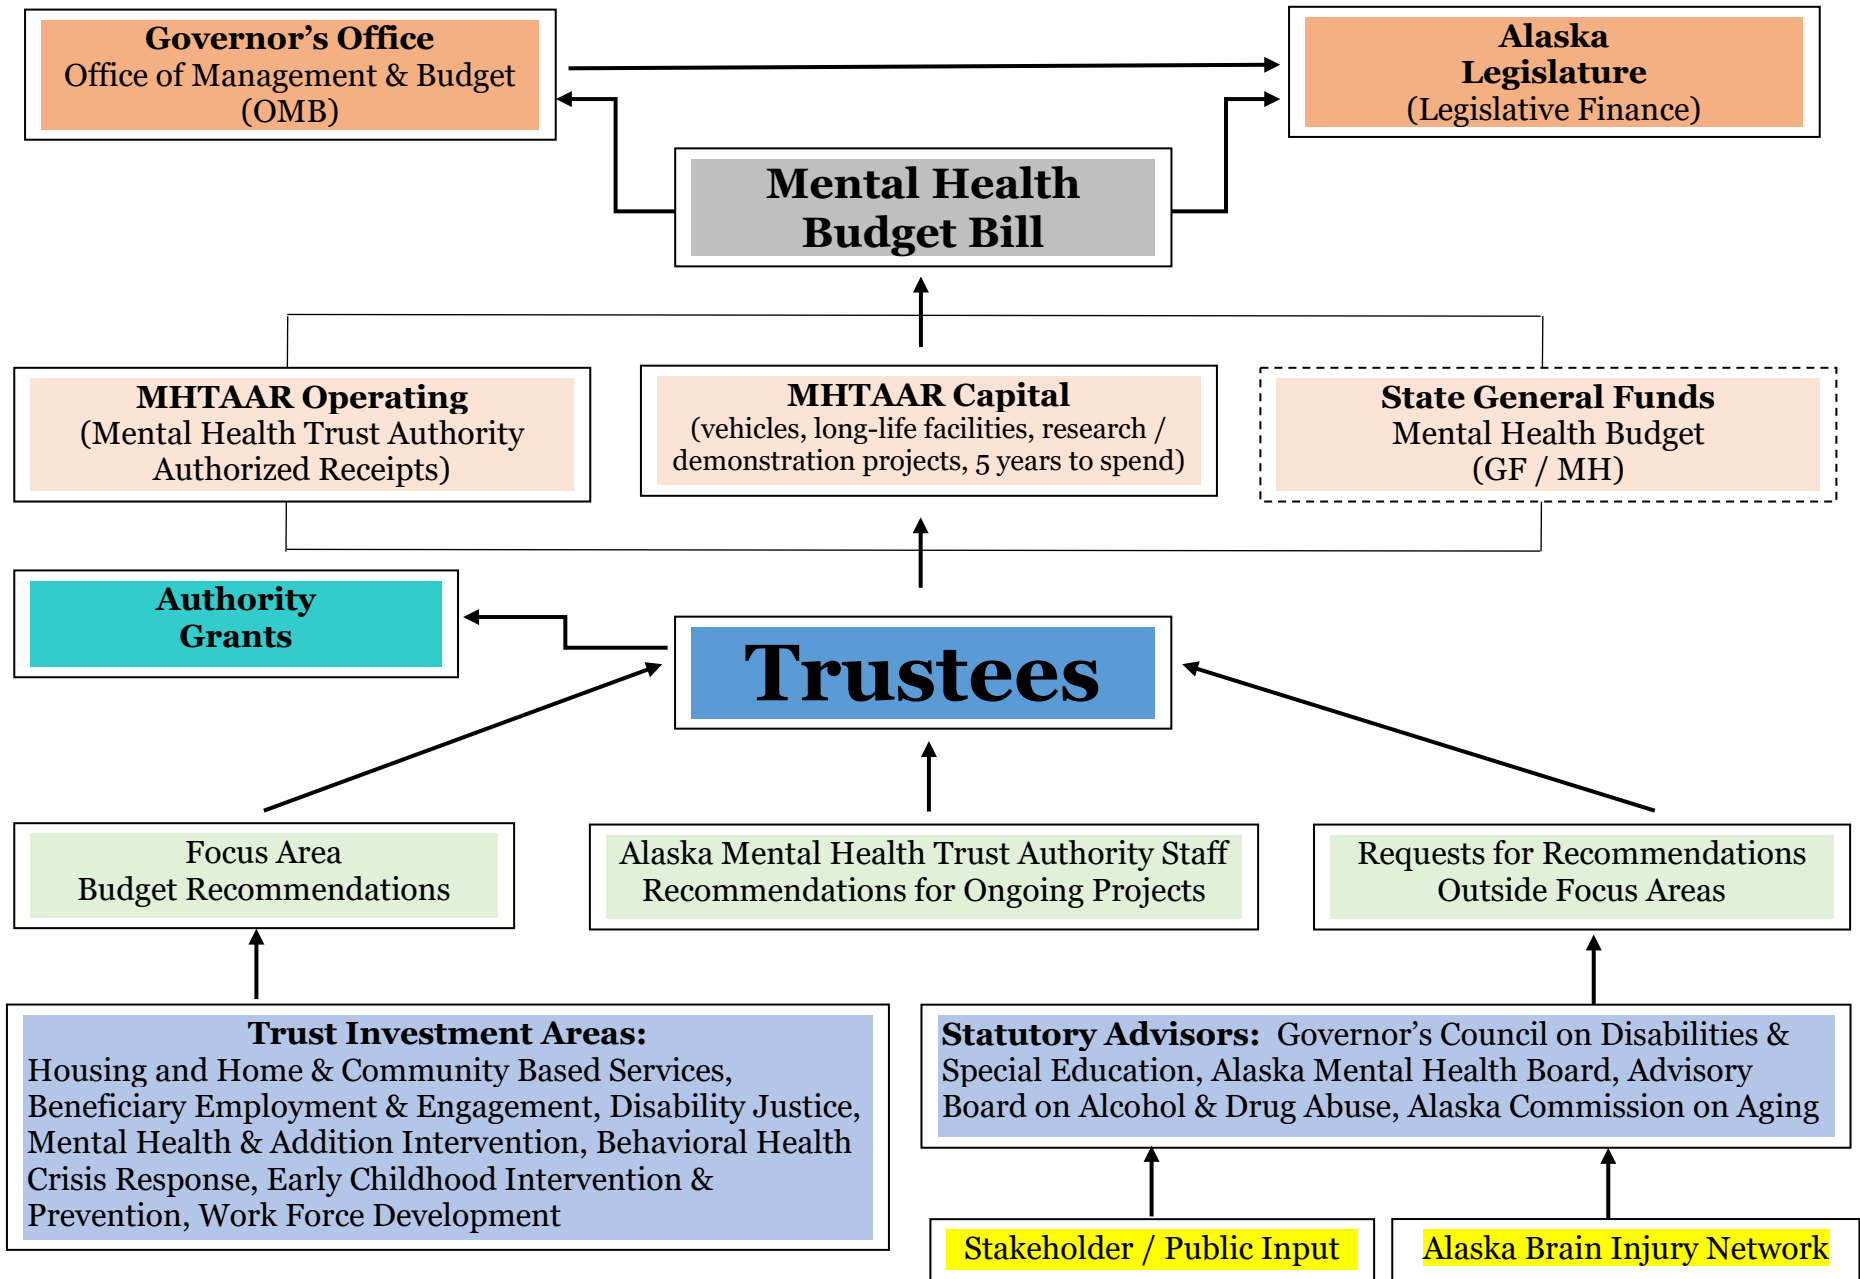 Governor’s Office
Office of Management & Budget
(OMB)
Alaska
Legislature
(Legislative Finance)
Mental Health
Budget Bill
MHTAAR Operating
(Mental Health Trust Authority
Authorized Receipts)
MHTAAR Capital
(vehicles, long-life facilities, research /
demonstration projects, 5 years to spend)
State General Funds
Mental Health Budget
(GF / MH)
Authority
Grants
Trustees
Focus Area
Budget Recommendations
Alaska Mental Health Trust Authority Staff
Recommendations for Ongoing Projects
Requests for Recommendations
Outside Focus Areas
Trust Investment Areas:
Housing and Home & Community Based Services,
Beneficiary Employment & Engagement, Disability Justice,
Mental Health & Addition Intervention, Behavioral Health
Crisis Response, Early Childhood Intervention &
Prevention, Work Force Development
Statutory Advisors: Governor’s Council on Disabilities &
Special Education, Alaska Mental Health Board, Advisory
Board on Alcohol & Drug Abuse, Alaska Commission on Aging
Stakeholder / Public Input
Alaska Brain Injury Network